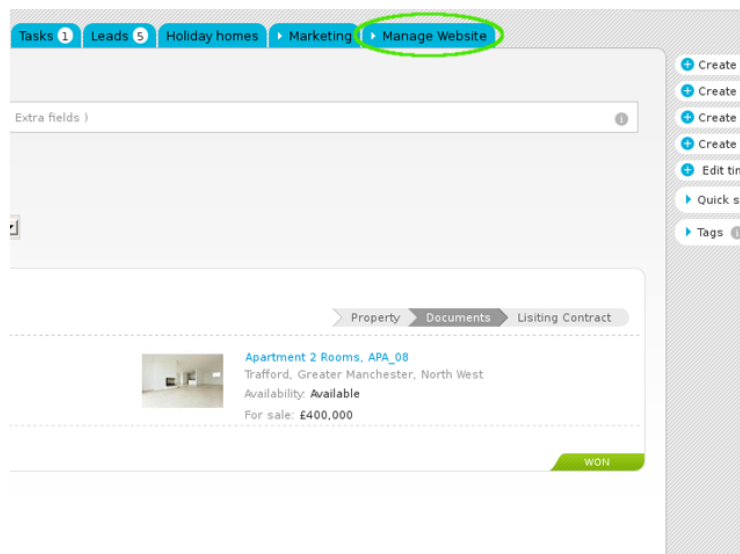 Tasks 1 Leads 5 Holiday homes Marketing Manage Website
Create
Extra fields )
Create
Create
Create
Edit
Quick
Tags
Property Documents Lisiting Contract
Apartment 2 Rooms, APA_08
Trafford, Greater Manchester, North West
Availability: Available
For sale: £400,000
WON